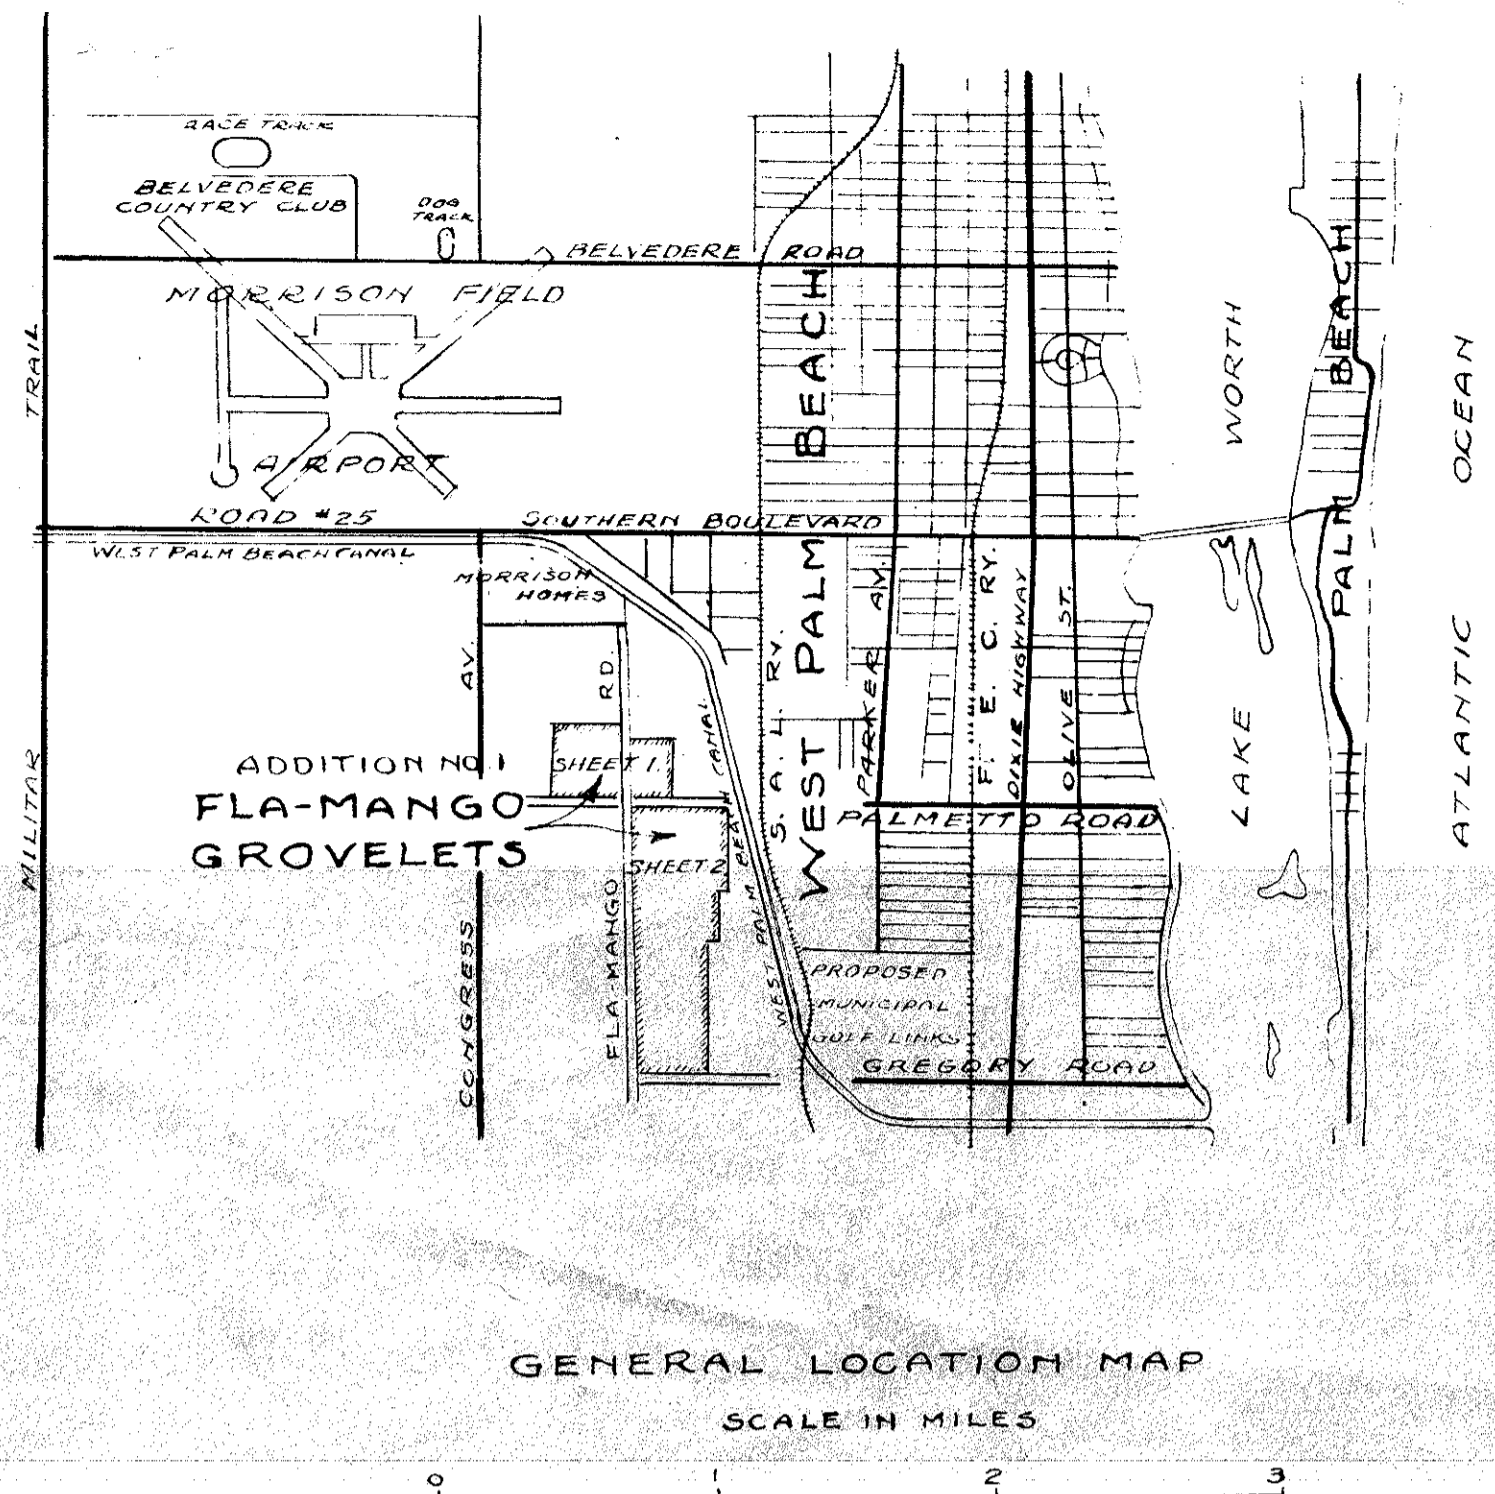 RACE TRACK
BELVEDERE
COUNTRY CLUB
DOG
TRACK
BELVEDERE ROAD
MORRISON FIELD
AIRPORT
ROAD #25
SOUTHERN BOULEVARD
WEST PALM BEACH CANAL
MORRISON
HOMES
MILITAR TRAIL
CONGRESS AV.
FLA-MANGO RD.
ADDITION NO. 1
FLA-MANGO
GROVELETS
SHEET 1.
SHEET 2
WEST PALM BEACH CANAL
S. A. L. RY.
WEST PALM BEACH
PARKER AV.
F. E. C. RY.
DIXIE HIGHWAY
OLIVE ST.
PALMETTO ROAD
PROPOSED
MUNICIPAL
GOLF LINKS
GREGORY ROAD
LAKE WORTH
PALM BEACH
ATLANTIC OCEAN
GENERAL LOCATION MAP
SCALE IN MILES
0 1 2 3